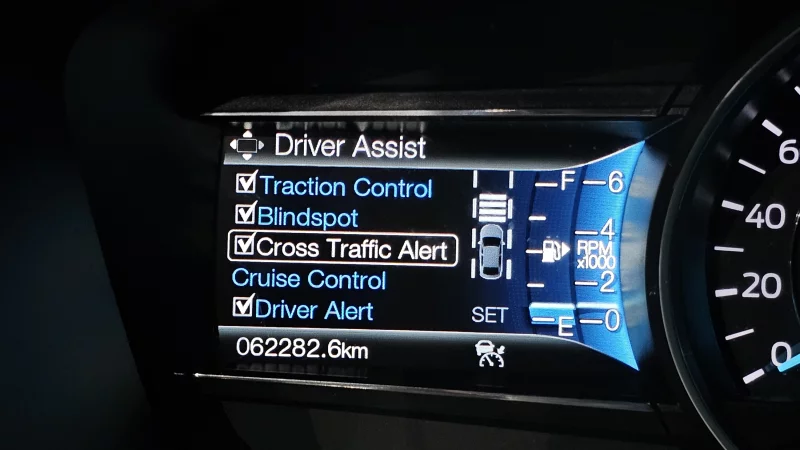 Driver Assist
Traction Control
Blindspot
Cross Traffic Alert
Cruise Control
Driver Alert
SET
062282.6km
F
E
6
4
RPM
x1000
2
0
6
40
20
0